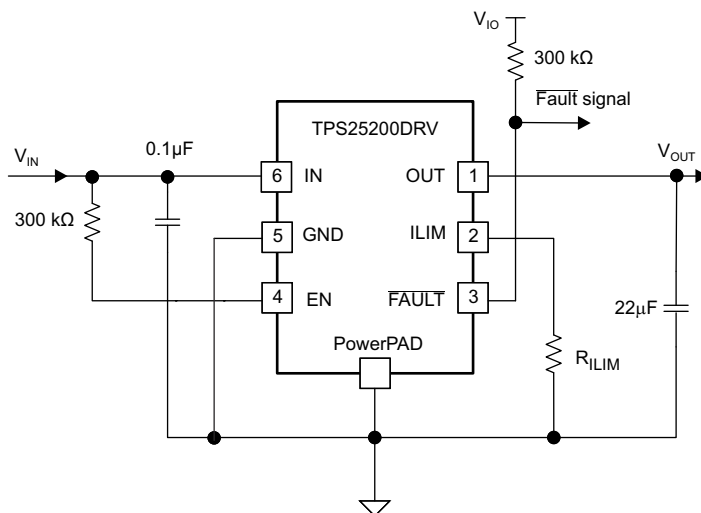 V_IO
300 kΩ
Fault signal
TPS25200DRV
V_IN
0.1µF
V_OUT
6 IN
OUT 1
300 kΩ
5 GND
ILIM 2
4 EN
FAULT 3
22µF
PowerPAD
R_ILIM